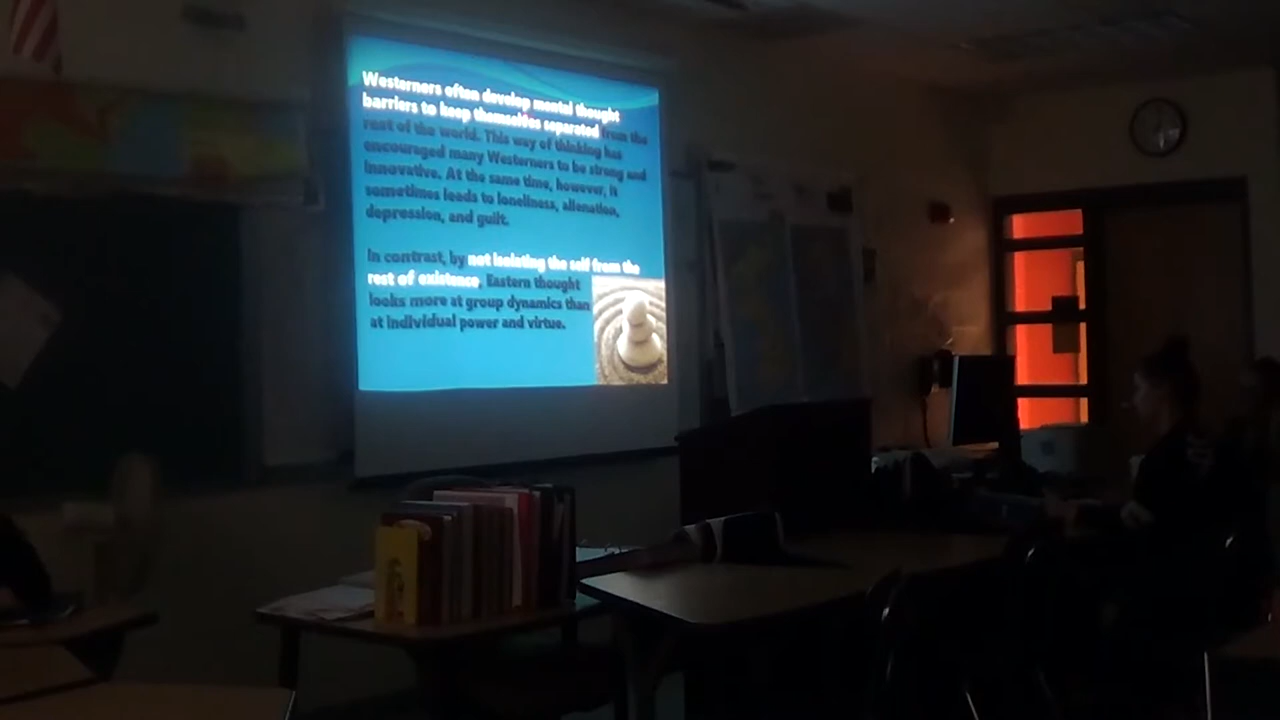 Westerners often develop mental thought
barriers to keep themselves separated from the
rest of the world. This way of thinking has
encouraged many Westerners to be strong and
innovative. At the same time, however, it
sometimes leads to loneliness, alienation,
depression, and guilt.
In contrast, by not isolating the self from the
rest of existence, Eastern thought
looks more at group dynamics than
at individual power and virtue.